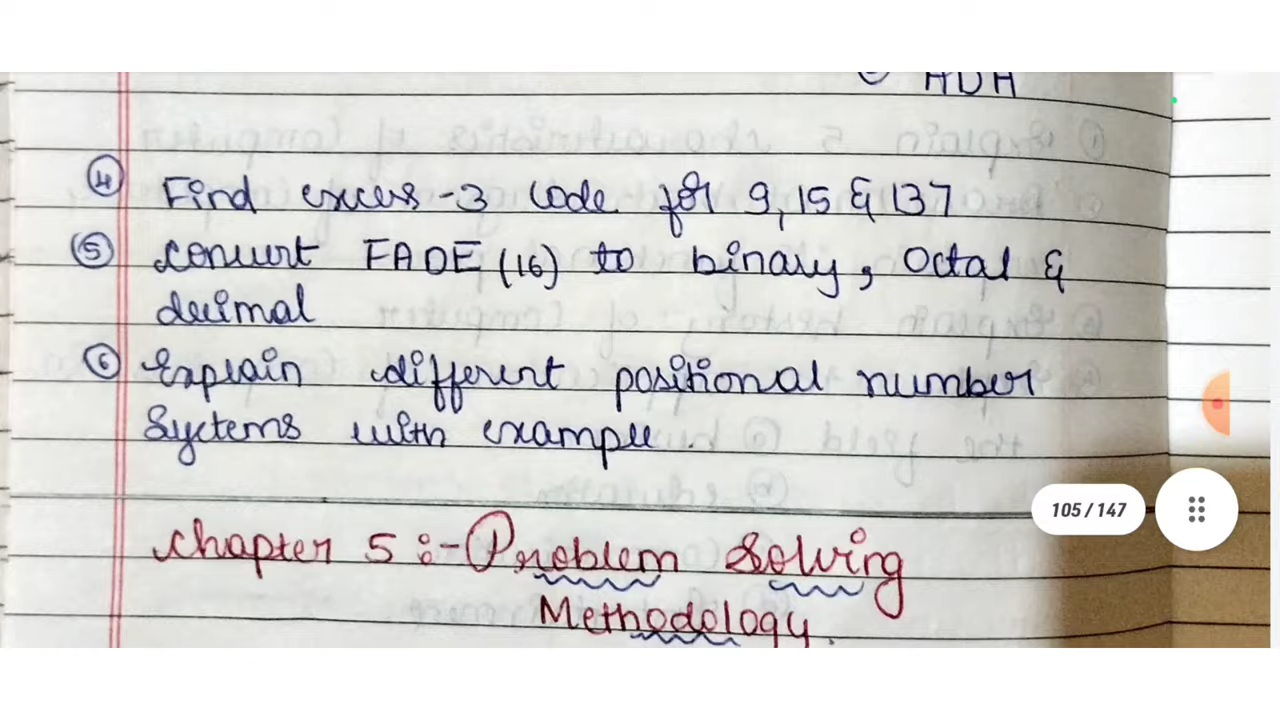 ADA
④ Find excess-3 code for 9, 15 & 137
⑤ convert FADE (16) to binary, Octal &
decimal
⑥ Explain different positional number
Systems with example.
Chapter 5 :- Problem Solving
Methodology.
105 / 147